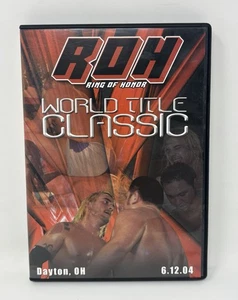 ROH
RING OF HONOR
WORLD TITLE
CLASSIC
Dayton, OH 6.12.04